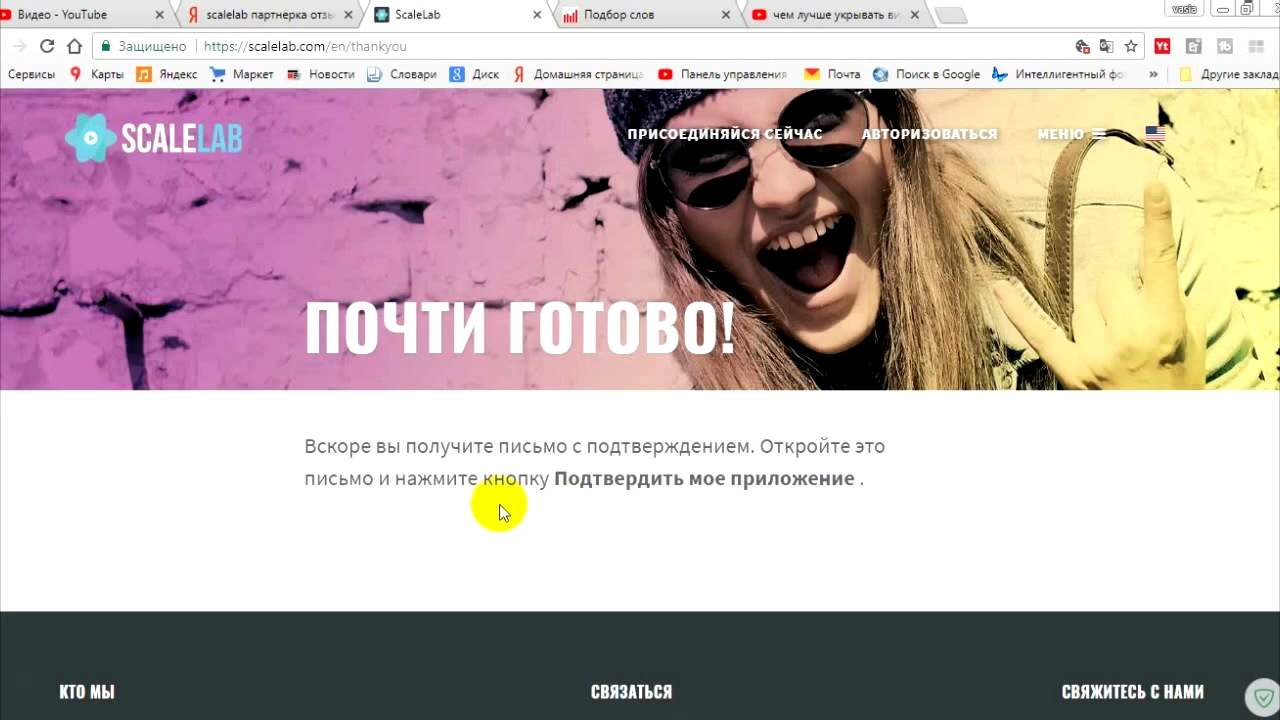 Видео - YouTube
scalelab партнерка отзы
ScaleLab
Подбор слов
чем лучше укрывать ви
vasia
Защищено
https://scalelab.com/en/thankyou
Сервисы
Карты
Яндекс
Маркет
Новости
Словари
Диск
Домашняя страница
Панель управления
Почта
Поиск в Google
Интеллигентный фо
»
Другие заклад
SCALELAB
ПРИСОЕДИНЯЙСЯ СЕЙЧАС
АВТОРИЗОВАТЬСЯ
МЕНЮ
ПОЧТИ ГОТОВО!
Вскоре вы получите письмо с подтверждением. Откройте это
письмо и нажмите кнопку Подтвердить мое приложение .
КТО МЫ
СВЯЗАТЬСЯ
СВЯЖИТЕСЬ С НАМИ